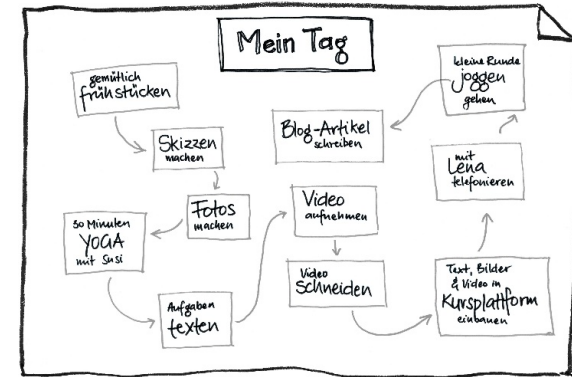 Mein Tag
gemütlich
frühstücken
Skizzen
machen
Fotos
machen
30 Minuten
YOGA
mit Susi
Aufgaben
texten
Video
aufnehmen
Video
Schneiden
Text, Bilder
& Video in
Kursplattform
einbauen
mit
Lena
telefonieren
kleine Runde
joggen
gehen
Blog-Artikel
schreiben